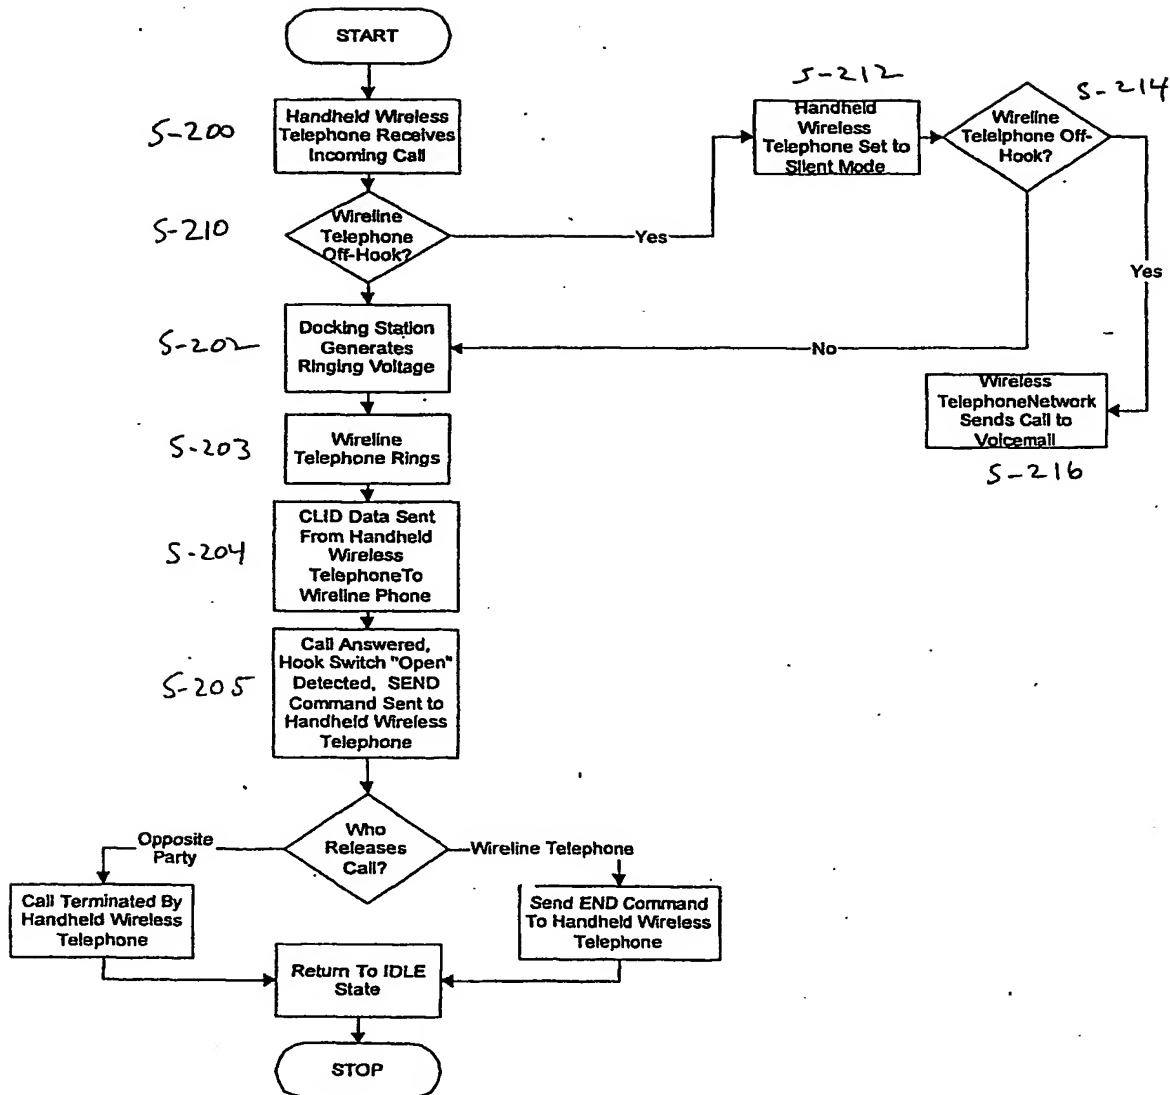 START
S-200
Handheld Wireless
Telephone Receives
Incoming Call
S-210
Wireline
Telephone
Off-Hook?
Yes
S-212
Handheld
Wireless
Telephone Set to
Silent Mode
S-214
Wireline
Telelphone Off-
Hook?
Yes
No
Wireless
TelephoneNetwork
Sends Call to
Voicemail
S-216
S-202
Docking Station
Generates
Ringing Voltage
S-203
Wireline
Telephone Rings
S-204
CLID Data Sent
From Handheld
Wireless
TelephoneTo
Wireline Phone
S-205
Call Answered,
Hook Switch "Open"
Detected, SEND
Command Sent to
Handheld Wireless
Telephone
Who
Releases
Call?
Opposite
Party
Wireline Telephone
Call Terminated By
Handheld Wireless
Telephone
Send END Command
To Handheld Wireless
Telephone
Return To IDLE
State
STOP